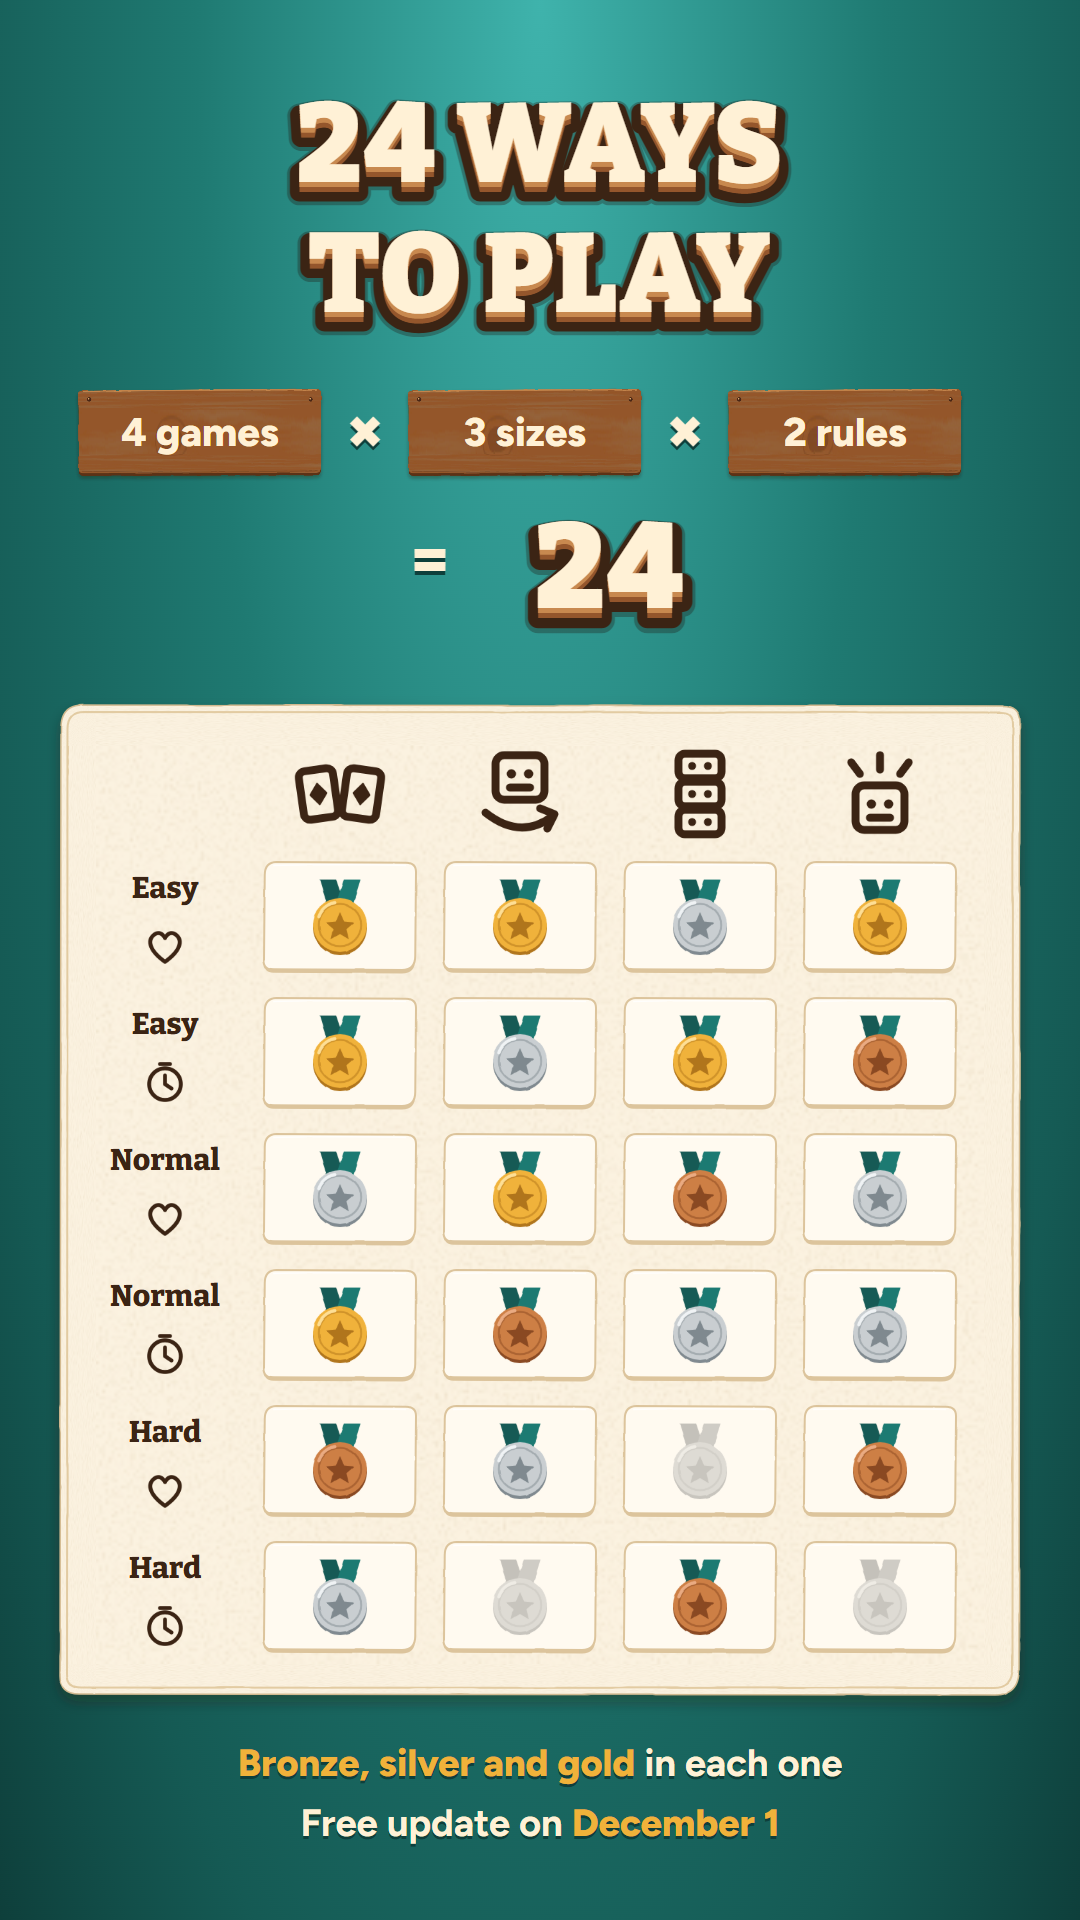 24 WAYS
TO PLAY
4 games × 3 sizes × 2 rules
= 24
Easy
Easy
Normal
Normal
Hard
Hard
Bronze, silver and gold in each one
Free update on December 1